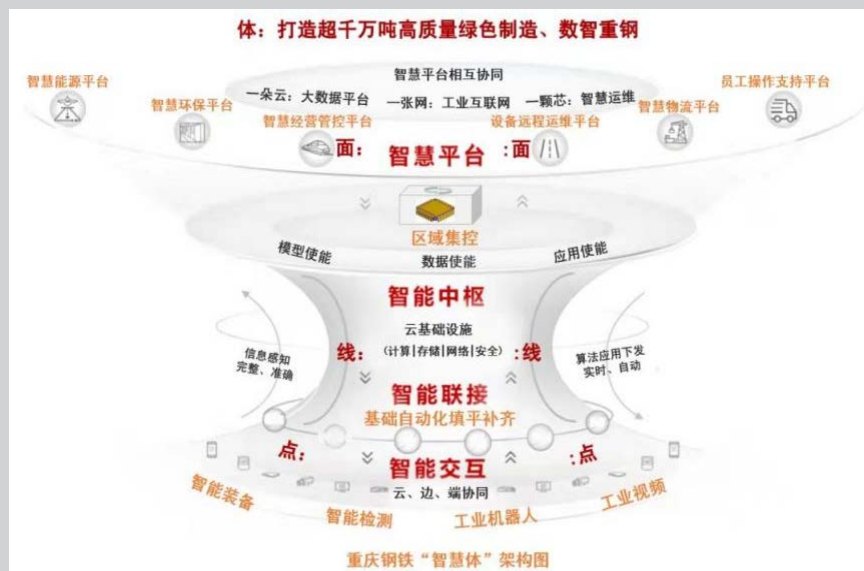 体：打造超千万吨高质量绿色制造、数智重钢
智慧能源平台
智慧平台相互协同
员工操作支持平台
智慧环保平台
一朵云：大数据平台 一张网：工业互联网 一颗芯：智慧运维
智慧物流平台
智慧经营管控平台
设备远程运维平台
面： 智慧平台 ：面
区域集控
模型使能
数据使能
应用使能
智能中枢
云基础设施
线： （计算|存储|网络|安全） ：线
信息感知
完整、准确
算法应用下发
实时、自动
智能联接
基础自动化填平补齐
点： 智能交互 ：点
云、边、端协同
智能装备
智能检测
工业机器人
工业视频
重庆钢铁“智慧体”架构图